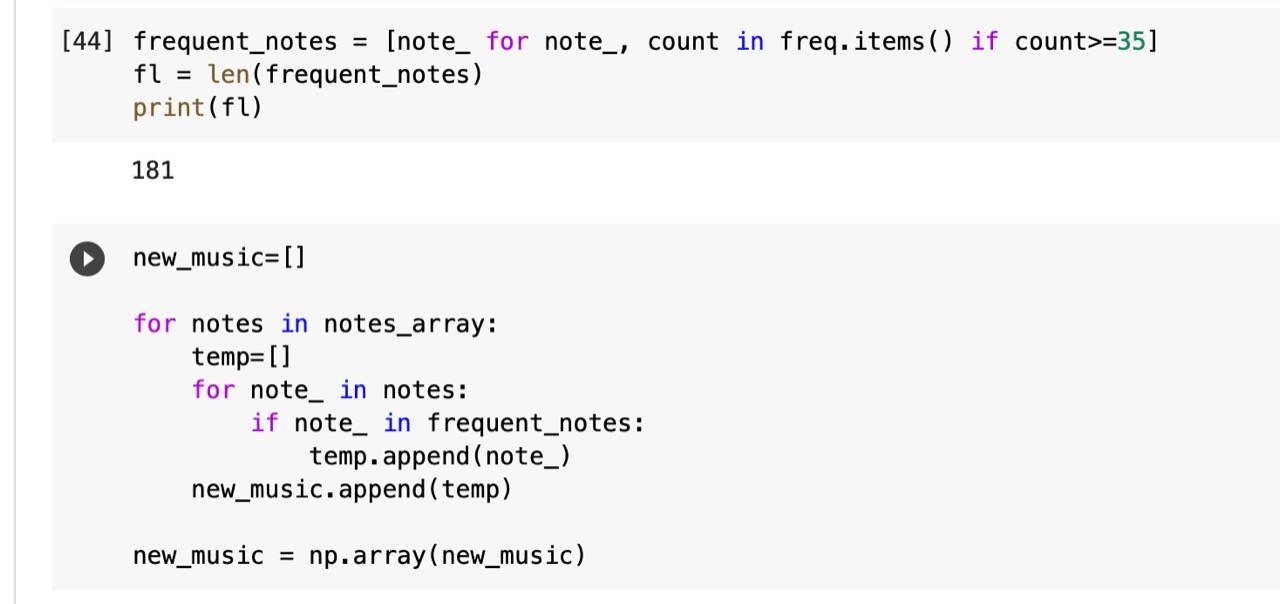 [44] frequent_notes = [note_ for note_, count in freq.items() if count>=35]
fl = len(frequent_notes)
print(fl)
181
new_music=[]
for notes in notes_array:
    temp=[]
    for note_ in notes:
        if note_ in frequent_notes:
            temp.append(note_)
    new_music.append(temp)
new_music = np.array(new_music)